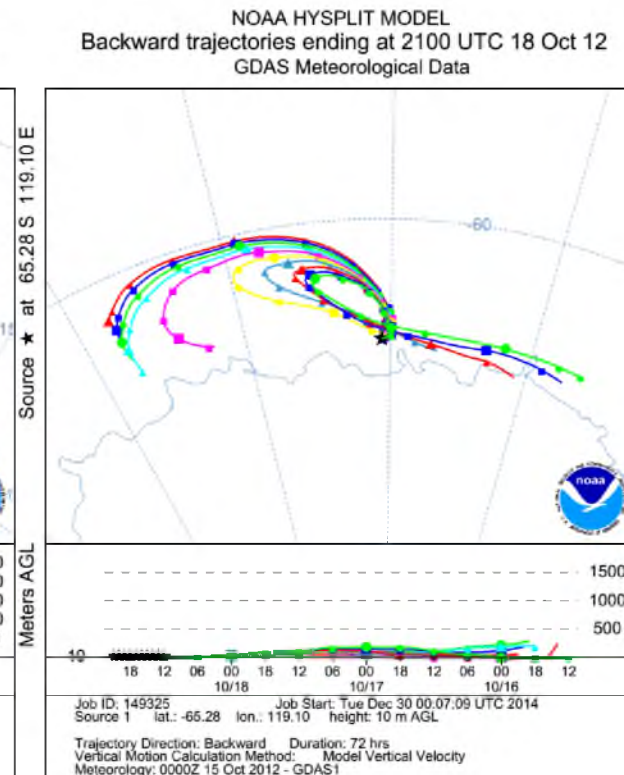 NOAA HYSPLIT MODEL
Backward trajectories ending at 2100 UTC 18 Oct 12
GDAS Meteorological Data
Source ★ at 65.28 S 119.10 E
-60
noaa
Meters AGL
1500
1000
500
10
18 12 06 00 18 12 06 00 18 12 06 00 18 12
10/18 10/17 10/16
Job ID: 149325 Job Start: Tue Dec 30 00:07:09 UTC 2014
Source 1 lat.: -65.28 lon.: 119.10 height: 10 m AGL
Trajectory Direction: Backward Duration: 72 hrs
Vertical Motion Calculation Method: Model Vertical Velocity
Meteorology: 0000Z 15 Oct 2012 - GDAS1